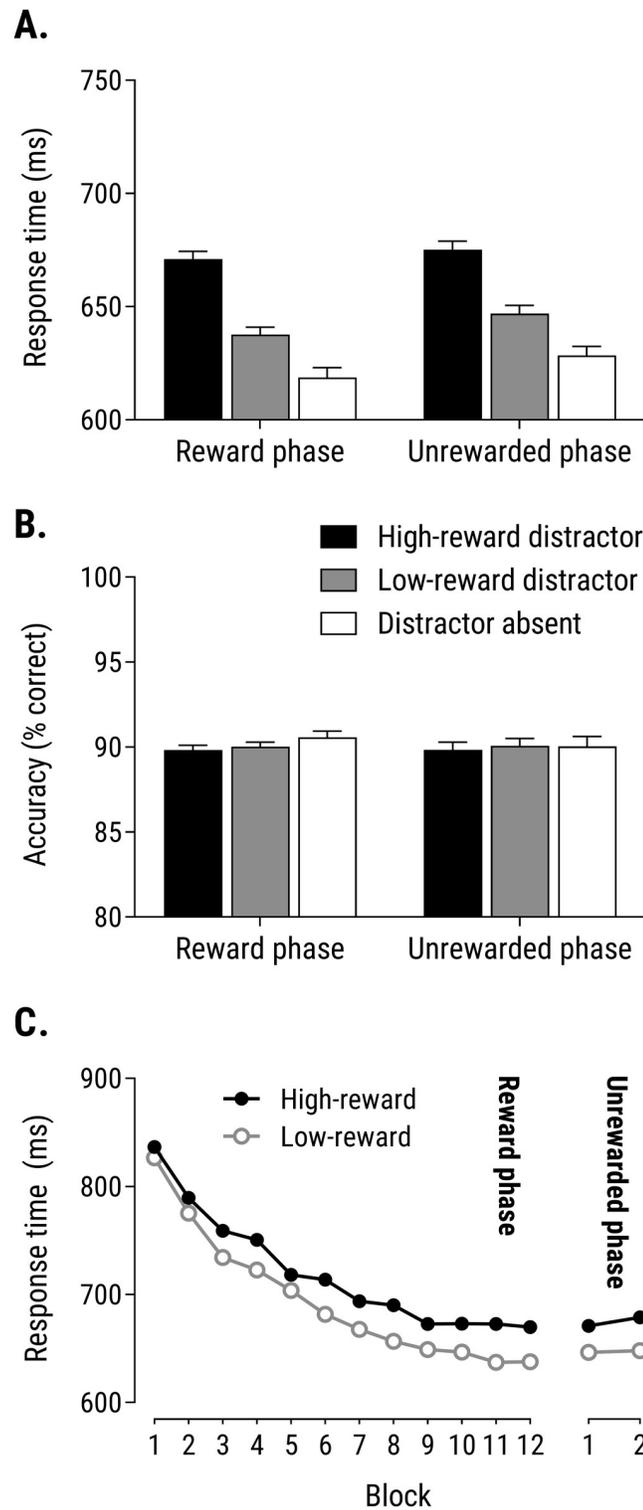 A.
Response time (ms)
750
700
650
600
Reward phase
Unrewarded phase
B.
High-reward distractor
Low-reward distractor
Distractor absent
Accuracy (% correct)
100
95
90
85
80
Reward phase
Unrewarded phase
C.
Response time (ms)
900
800
700
600
High-reward
Low-reward
Reward phase
Unrewarded phase
1 2 3 4 5 6 7 8 9 10 11 12 1 2
Block